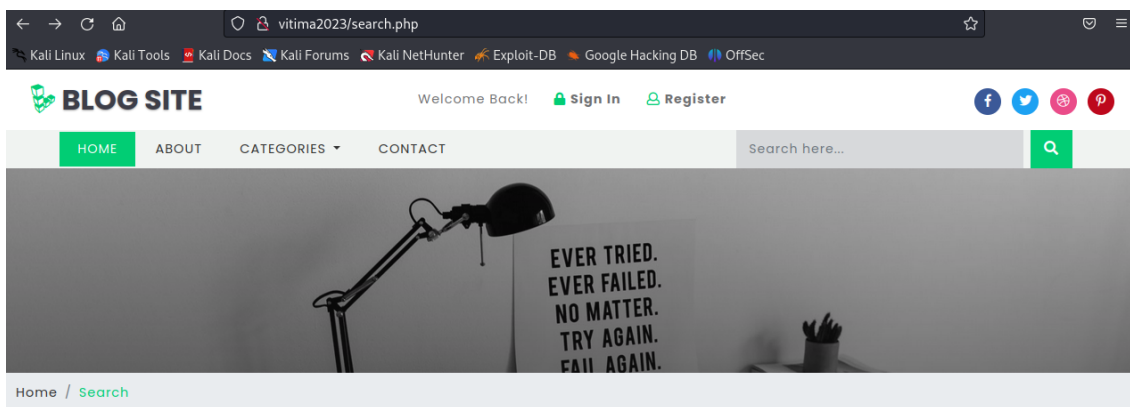 vitima2023/search.php
Kali Linux Kali Tools Kali Docs Kali Forums Kali NetHunter Exploit-DB Google Hacking DB OffSec
BLOG SITE Welcome Back! Sign In Register
HOME ABOUT CATEGORIES CONTACT Search here...
EVER TRIED.
EVER FAILED.
NO MATTER.
TRY AGAIN.
FAIL AGAIN.
Home / Search